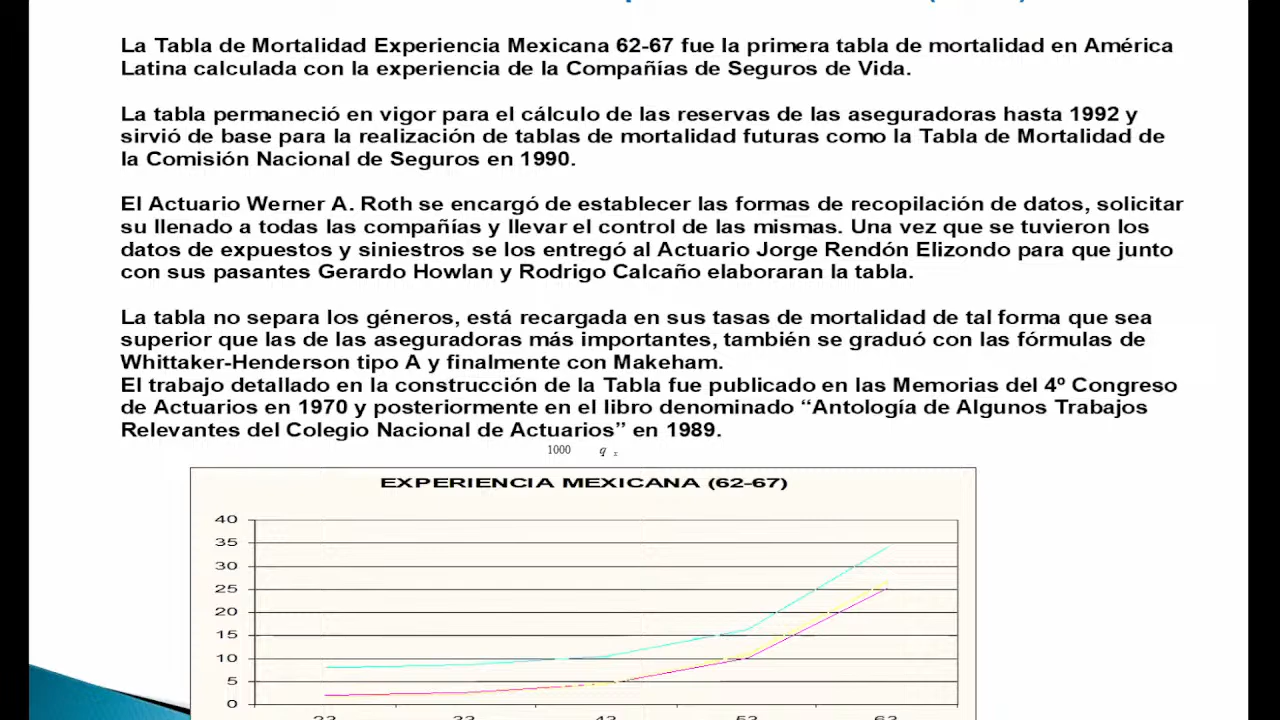 La Tabla de Mortalidad Experiencia Mexicana 62-67 fue la primera tabla de mortalidad en América
Latina calculada con la experiencia de la Compañías de Seguros de Vida.
La tabla permaneció en vigor para el cálculo de las reservas de las aseguradoras hasta 1992 y
sirvió de base para la realización de tablas de mortalidad futuras como la Tabla de Mortalidad de
la Comisión Nacional de Seguros en 1990.
El Actuario Werner A. Roth se encargó de establecer las formas de recopilación de datos, solicitar
su llenado a todas las compañías y llevar el control de las mismas. Una vez que se tuvieron los
datos de expuestos y siniestros se los entregó al Actuario Jorge Rendón Elizondo para que junto
con sus pasantes Gerardo Howlan y Rodrigo Calcaño elaboraran la tabla.
La tabla no separa los géneros, está recargada en sus tasas de mortalidad de tal forma que sea
superior que las de las aseguradoras más importantes, también se graduó con las fórmulas de
Whittaker-Henderson tipo A y finalmente con Makeham.
El trabajo detallado en la construcción de la Tabla fue publicado en las Memorias del 4º Congreso
de Actuarios en 1970 y posteriormente en el libro denominado “Antología de Algunos Trabajos
Relevantes del Colegio Nacional de Actuarios” en 1989.
1000 q x
EXPERIENCIA MEXICANA (62-67)
40
35
30
25
20
15
10
5
0